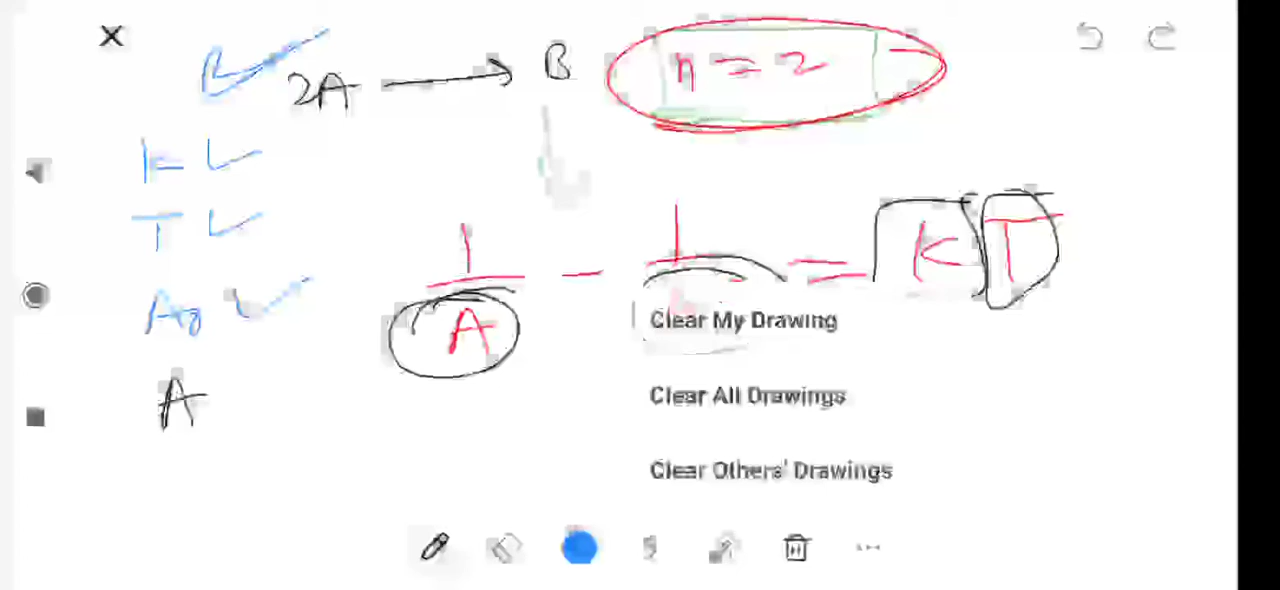 2A → B n = 2
K
T
A₀
A
1/A - 1/ = KT
Clear My Drawing
Clear All Drawings
Clear Others' Drawings